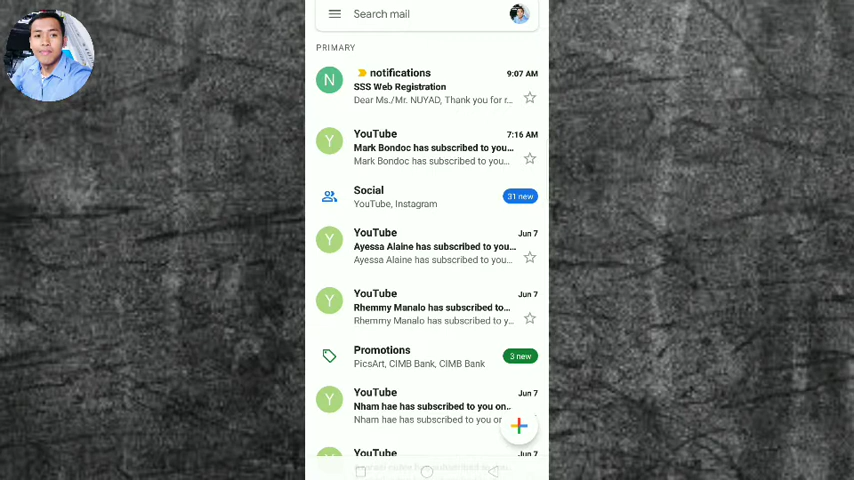 Search mail
PRIMARY
N
notifications
9:07 AM
SSS Web Registration
Dear Ms./Mr. NUYAD, Thank you for r...
Y
YouTube
7:16 AM
Mark Bondoc has subscribed to you...
Mark Bondoc has subscribed to you...
Social
31 new
YouTube, Instagram
Y
YouTube
Jun 7
Ayessa Alaine has subscribed to you...
Ayessa Alaine has subscribed to you...
Y
YouTube
Jun 7
Rhemmy Manalo has subscribed to...
Rhemmy Manalo has subscribed to y...
Promotions
3 new
PicsArt, CIMB Bank, CIMB Bank
Y
YouTube
Jun 7
Nham hae has subscribed to you on..
Nham hae has subscribed to you on
YouTube
Jun 7